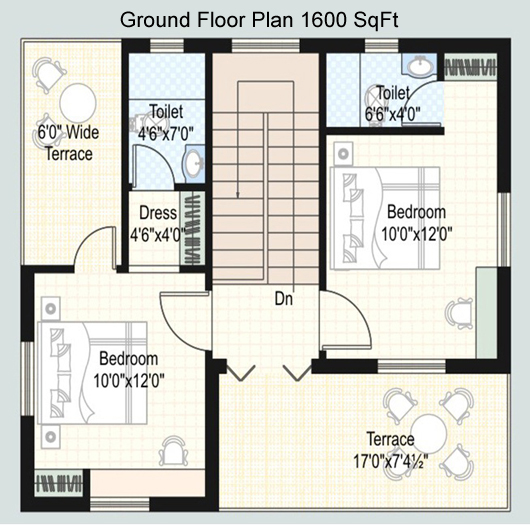 Ground Floor Plan 1600 SqFt
Toilet
4'6"x7'0"
Toilet
6'6"x4'0"
6'0" Wide
Terrace
Dress
4'6"x4'0"
Bedroom
10'0"x12'0"
Dn
Bedroom
10'0"x12'0"
Terrace
17'0"x7'4½"